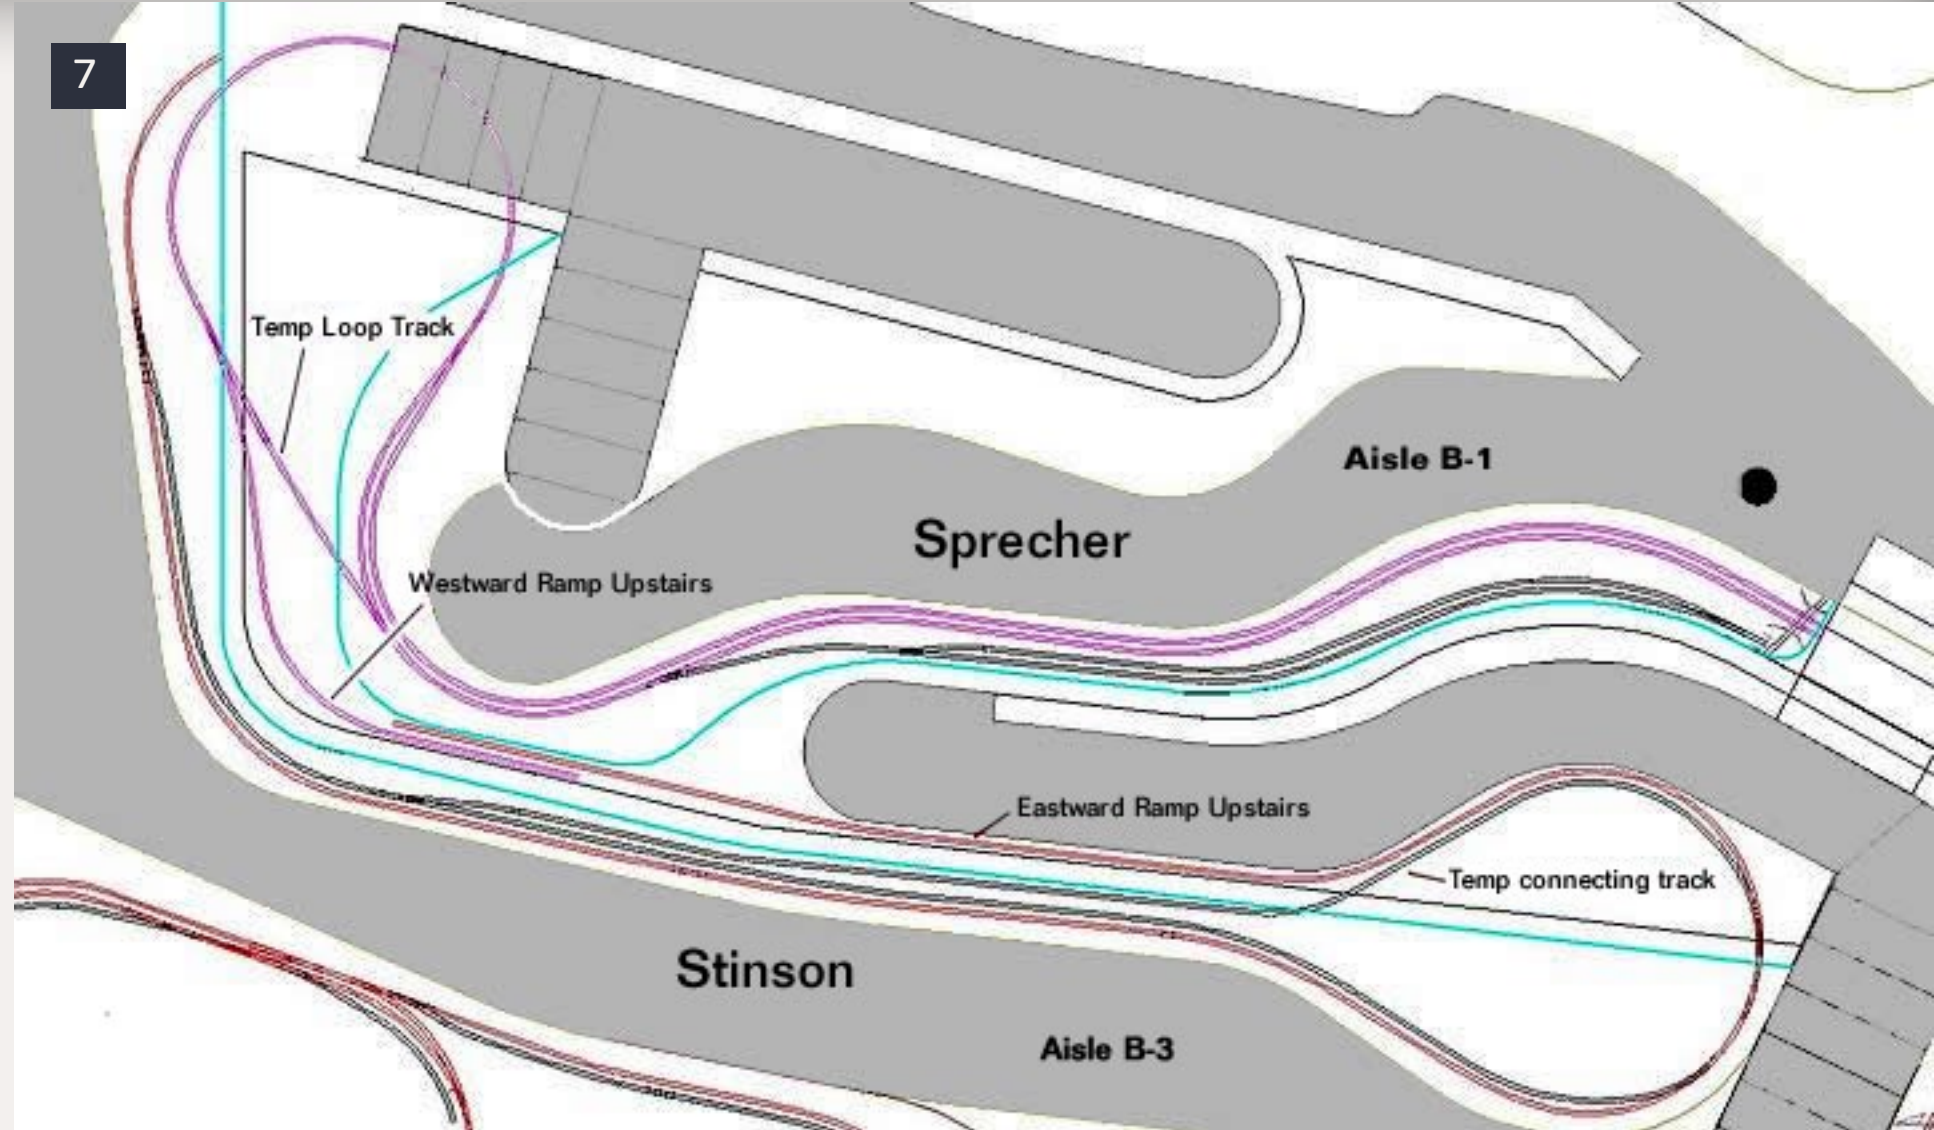 7
Temp Loop Track
Aisle B-1
Sprecher
Westward Ramp Upstairs
Eastward Ramp Upstairs
Temp connecting track
Stinson
Aisle B-3